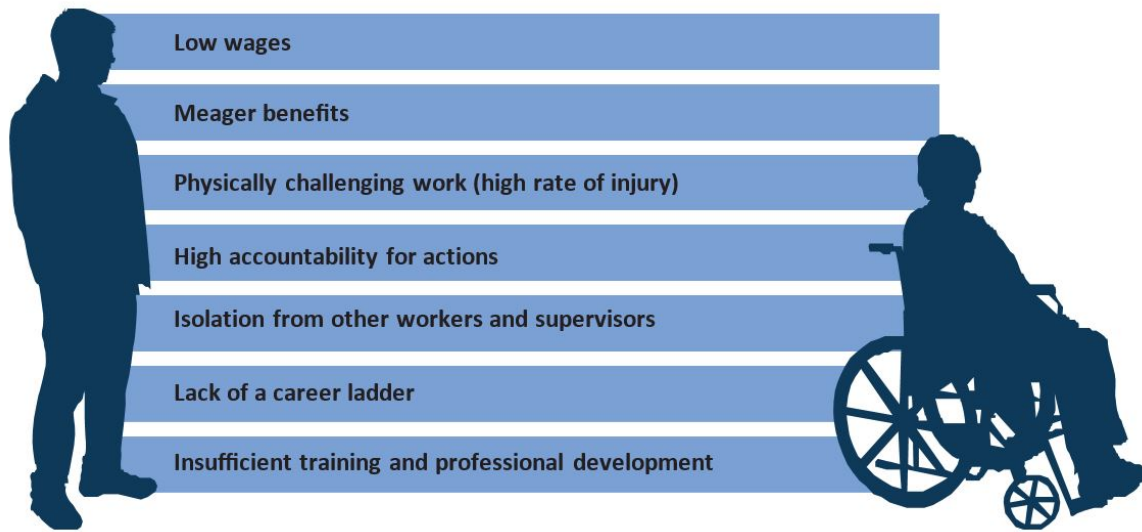 Low wages
Meager benefits
Physically challenging work (high rate of injury)
High accountability for actions
Isolation from other workers and supervisors
Lack of a career ladder
Insufficient training and professional development